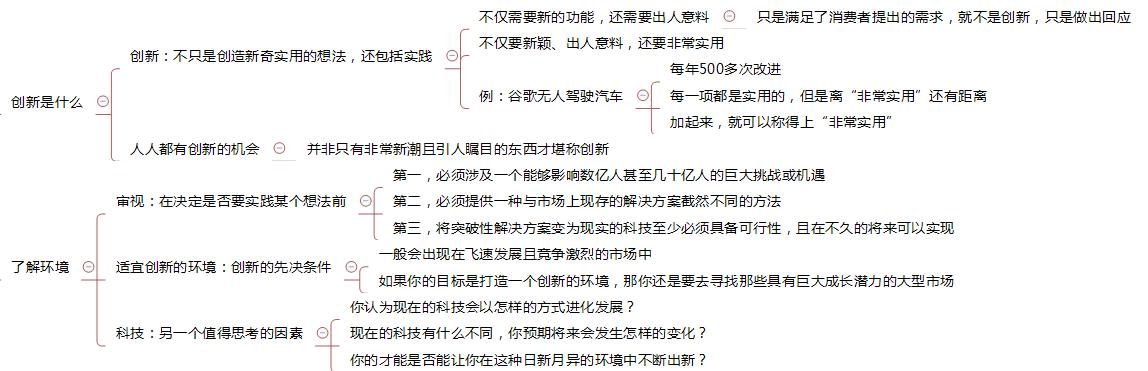 创新是什么
创新：不只是创造新奇实用的想法，还包括实践
不仅需要新的功能，还需要出人意料
只是满足了消费者提出的需求，就不是创新，只是做出回应
不仅要新颖、出人意料，还要非常实用
例：谷歌无人驾驶汽车
每年500多次改进
每一项都是实用的，但是离“非常实用”还有距离
加起来，就可以称得上“非常实用”
人人都有创新的机会
并非只有非常新潮且引人瞩目的东西才堪称创新
了解环境
审视：在决定是否要实践某个想法前
第一，必须涉及一个能够影响数亿人甚至几十亿人的巨大挑战或机遇
第二，必须提供一种与市场上现存的解决方案截然不同的方法
第三，将突破性解决方案变为现实的科技至少必须具备可行性，且在不久的将来可以实现
适宜创新的环境：创新的先决条件
一般会出现在飞速发展且竞争激烈的市场中
如果你的目标是打造一个创新的环境，那你还是要去寻找那些具有巨大成长潜力的大型市场
科技：另一个值得思考的因素
你认为现在的科技会以怎样的方式进化发展？
现在的科技有什么不同，你预期将来会发生怎样的变化？
你的才能是否能让你在这种日新月异的环境中不断出新？